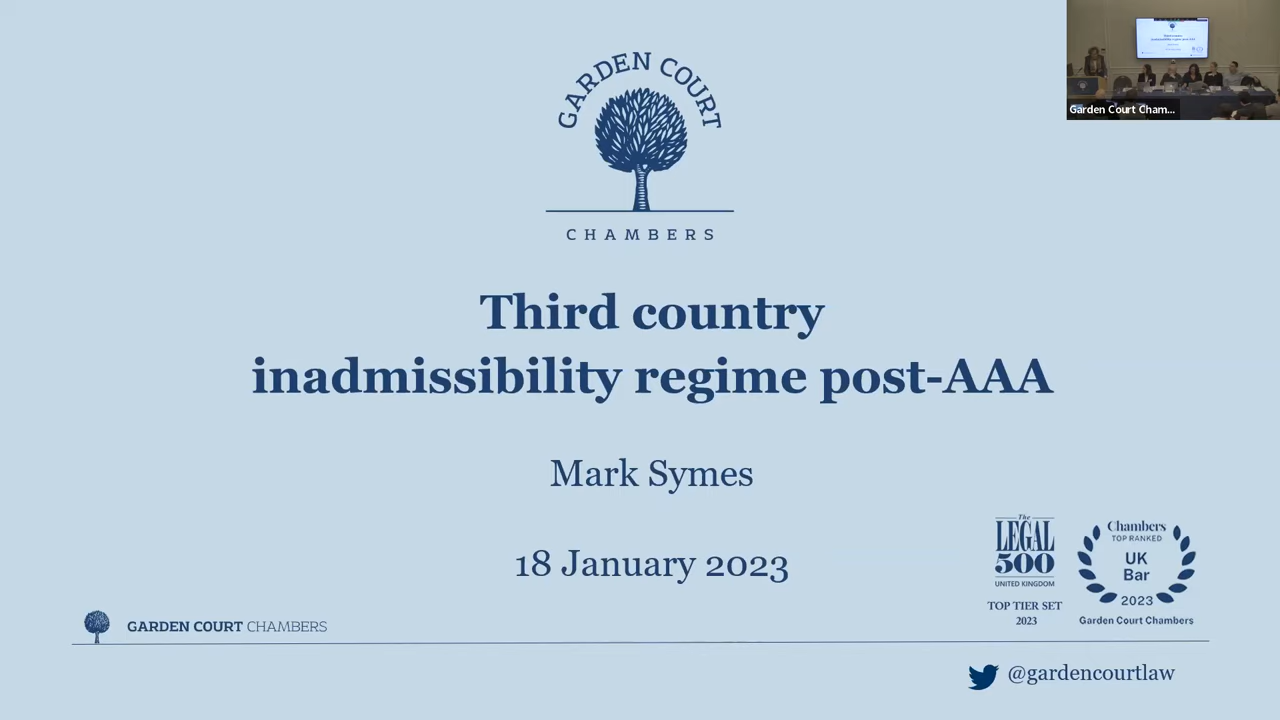 GARDEN COURT
CHAMBERS
Garden Court Cham...
Third country
inadmissibility regime post-AAA
Mark Symes
18 January 2023
The
LEGAL
500
UNITED KINGDOM
TOP TIER SET
2023
Chambers
TOP RANKED
UK
Bar
2023
Garden Court Chambers
GARDEN COURT CHAMBERS
@gardencourtlaw